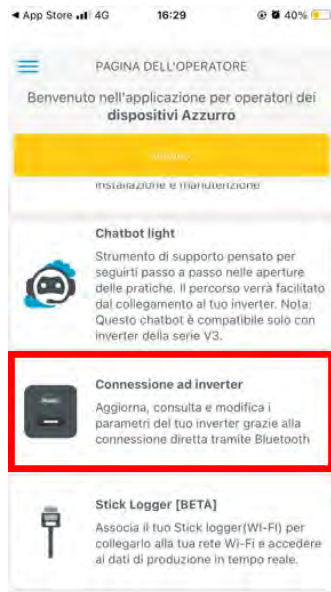 ◄ App Store 4G 16:29 40%
PAGINA DELL'OPERATORE
Benvenuto nell'applicazione per operatori dei
dispositivi Azzurro
installazione e manutenzione
Chatbot light
Strumento di supporto pensato per
seguirti passo a passo nelle aperture
delle pratiche. Il percorso verrà facilitato
dal collegamento al tuo inverter. Nota:
Questo chatbot è compatibile solo con
inverter della serie V3.
Connessione ad inverter
Aggiorna, consulta e modifica i
parametri del tuo inverter grazie alla
connessione diretta tramite Bluetooth
Stick Logger [BETA]
Associa il tuo Stick logger(Wi-Fi) per
collegarlo alla tua rete Wi-Fi e accedere
ai dati di produzione in tempo reale.